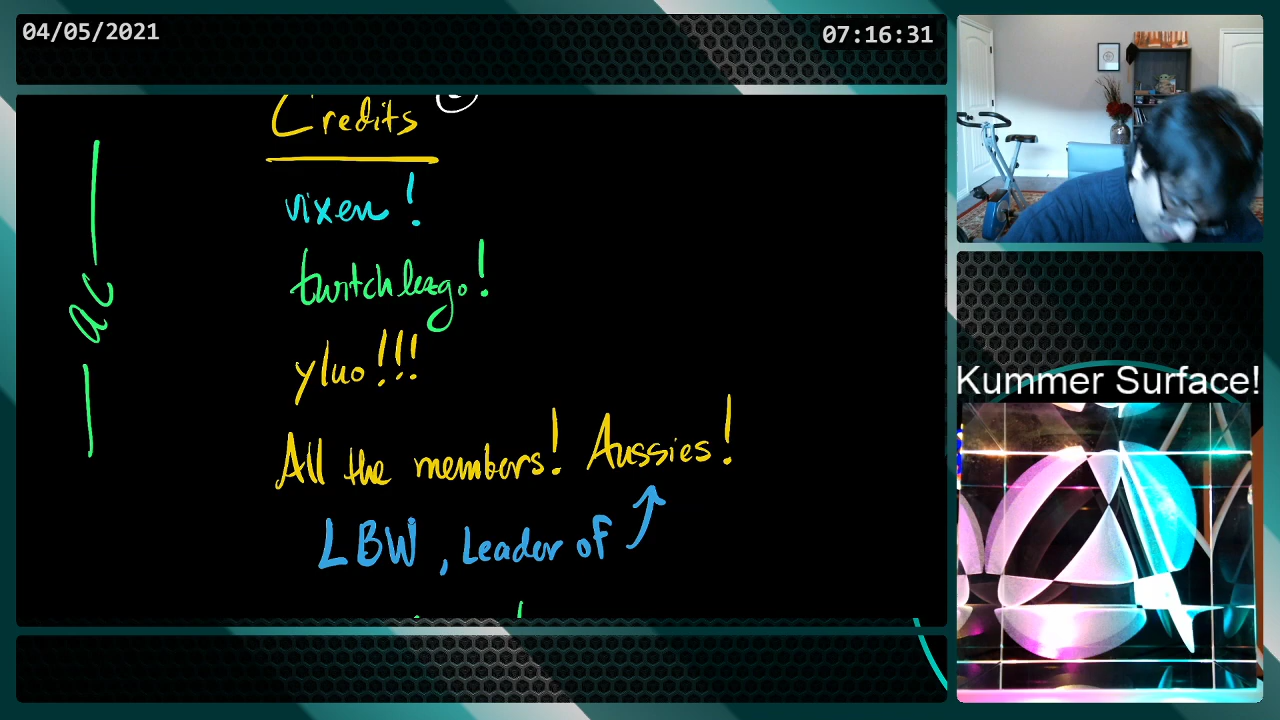 04/05/2021
07:16:31
Credits
vixen!
twitchlezgo!
yluo!!!
All the members! Aussies!
LBW, Leader of
ac
Kummer Surface!